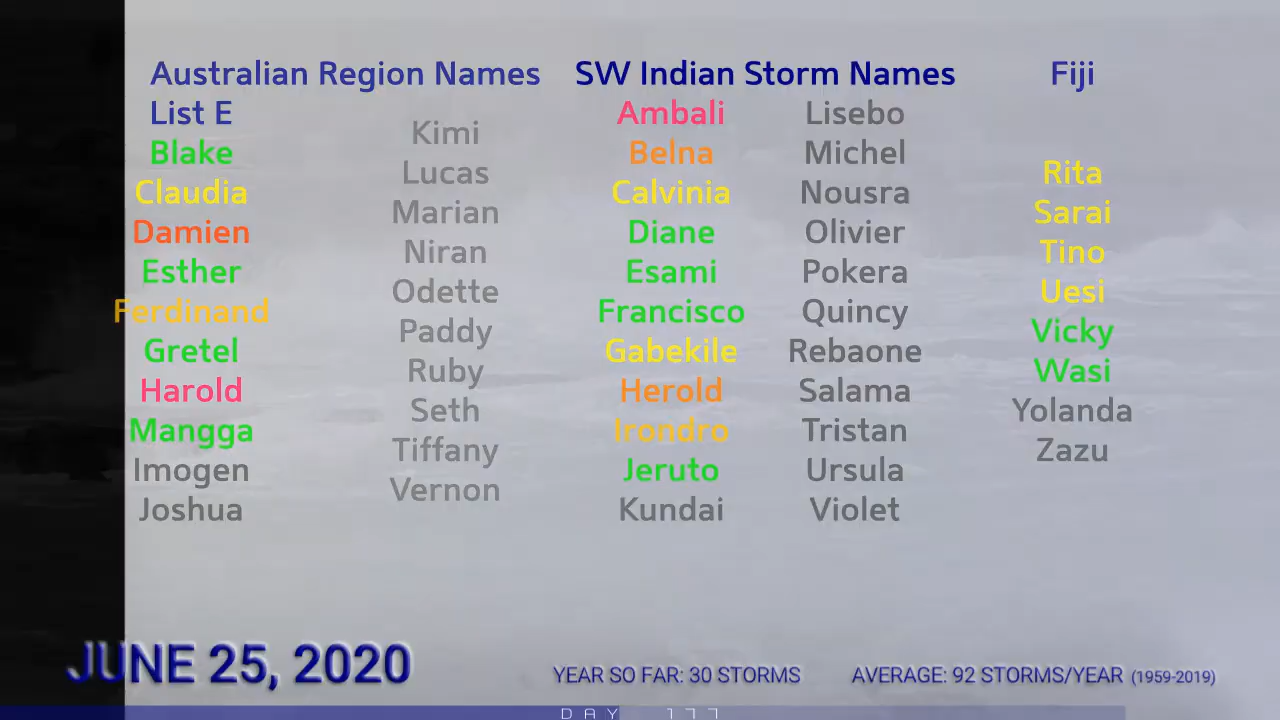 Australian Region Names
List E
Blake
Claudia
Damien
Esther
Ferdinand
Gretel
Harold
Mangga
Imogen
Joshua
Kimi
Lucas
Marian
Niran
Odette
Paddy
Ruby
Seth
Tiffany
Vernon
SW Indian Storm Names
Ambali
Belna
Calvinia
Diane
Esami
Francisco
Gabekile
Herold
Irondro
Jeruto
Kundai
Lisebo
Michel
Nousra
Olivier
Pokera
Quincy
Rebaone
Salama
Tristan
Ursula
Violet
Fiji
Rita
Sarai
Tino
Uesi
Vicky
Wasi
Yolanda
Zazu
JUNE 25, 2020
YEAR SO FAR: 30 STORMS
AVERAGE: 92 STORMS/YEAR (1959-2019)
DAY 177